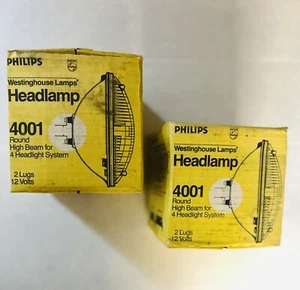 PHILIPS
Westinghouse Lamps
Headlamp
4001
Round
High Beam for
4 Headlight System
2 Lugs
12 Volts
PHILIPS
Westinghouse Lamps
Headlamp
4001
Round
High Beam for
4 Headlight System
2 Lugs
12 Volts